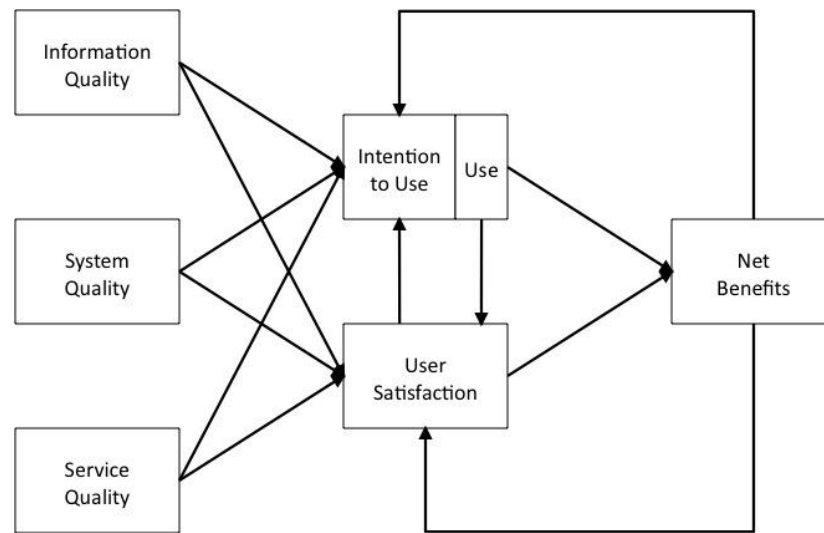 Information
Quality
Intention
to Use
Use
System
Quality
Net
Benefits
User
Satisfaction
Service
Quality